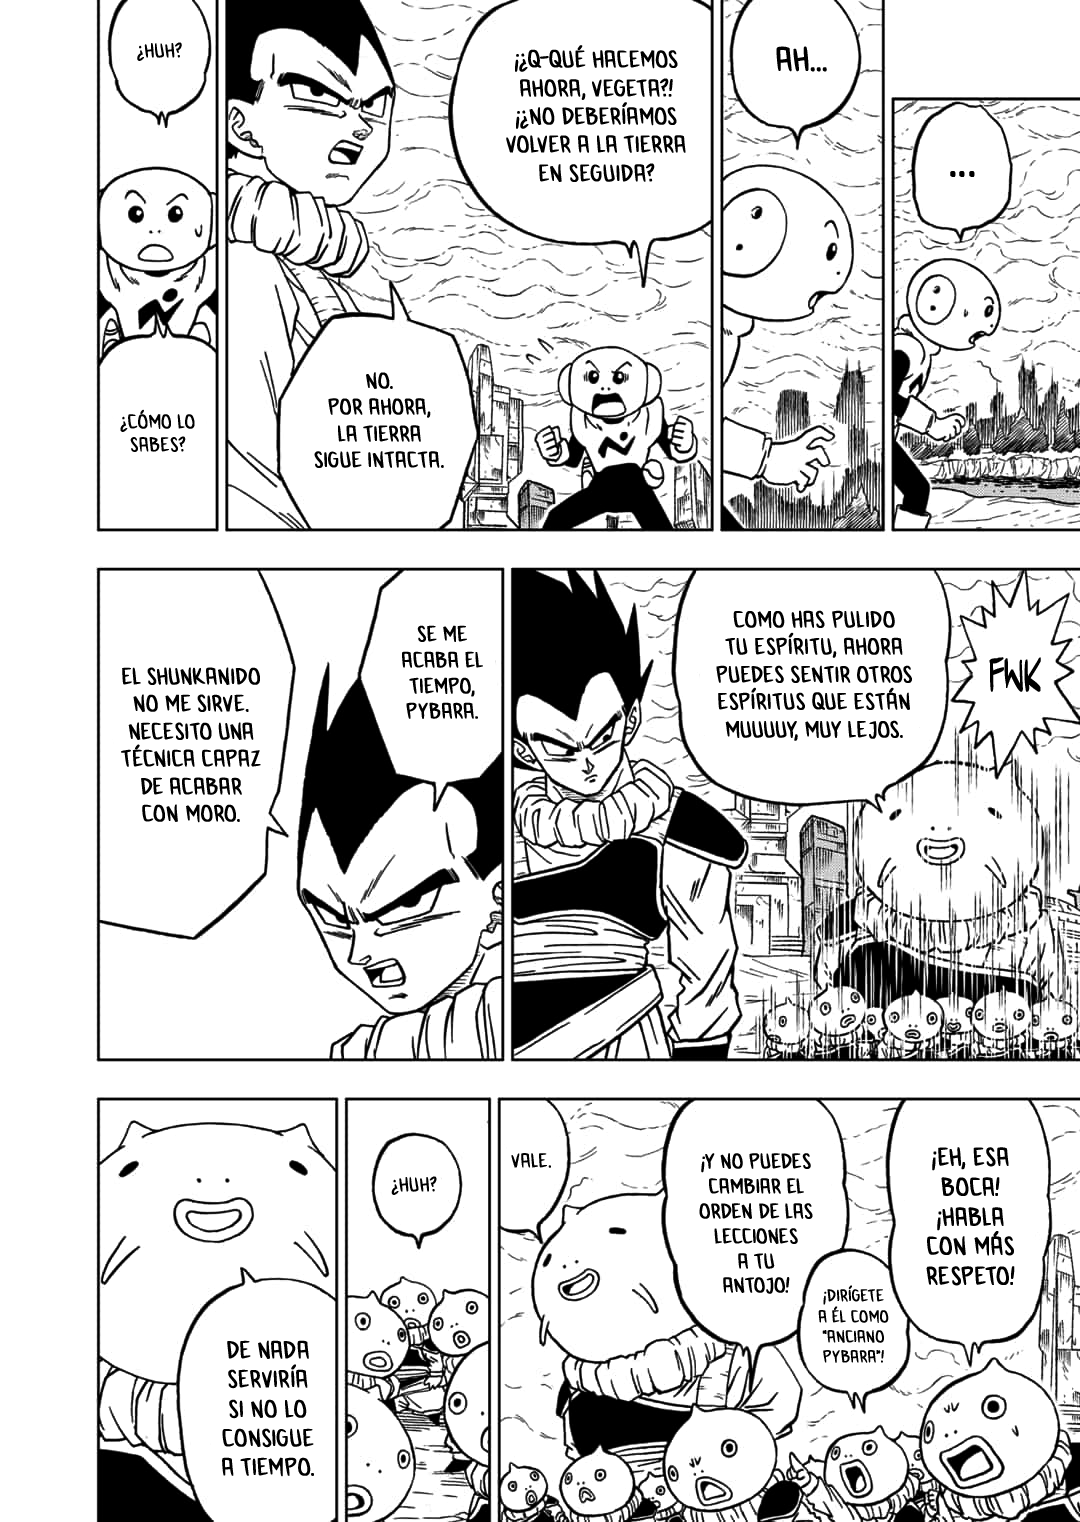 ...
AH...
¡¿Q-QUÉ HACEMOS
AHORA, VEGETA?!
¡¿NO DEBERÍAMOS
VOLVER A LA TIERRA
EN SEGUIDA?
NO.
POR AHORA,
LA TIERRA
SIGUE INTACTA.
¿HUH?
¿CÓMO LO
SABES?
FWK
COMO HAS PULIDO
TU ESPÍRITU, AHORA
PUEDES SENTIR OTROS
ESPÍRITUS QUE ESTÁN
MUUUUY, MUY LEJOS.
SE ME
ACABA EL
TIEMPO,
PYBARA.
EL SHUNKANIDO
NO ME SIRVE.
NECESITO UNA
TÉCNICA CAPAZ
DE ACABAR
CON MORO.
¡EH, ESA
BOCA!
¡HABLA
CON MÁS
RESPETO!
¡DIRÍGETE
A ÉL COMO
"ANCIANO
PYBARA"!
¡Y NO PUEDES
CAMBIAR EL
ORDEN DE LAS
LECCIONES
A TU
ANTOJO!
VALE.
¿HUH?
DE NADA
SERVIRÍA
SI NO LO
CONSIGUE
A TIEMPO.